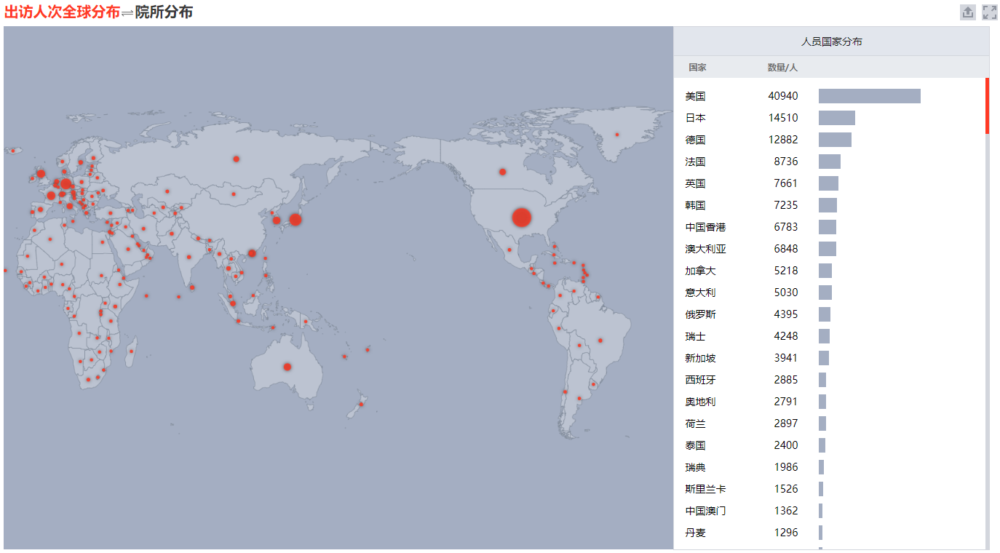 出访人次全球分布⇌院所分布
人员国家分布
国家 数量/人
美国 40940
日本 14510
德国 12882
法国 8736
英国 7661
韩国 7235
中国香港 6783
澳大利亚 6848
加拿大 5218
意大利 5030
俄罗斯 4395
瑞士 4248
新加坡 3941
西班牙 2885
奥地利 2791
荷兰 2897
泰国 2400
瑞典 1986
斯里兰卡 1526
中国澳门 1362
丹麦 1296